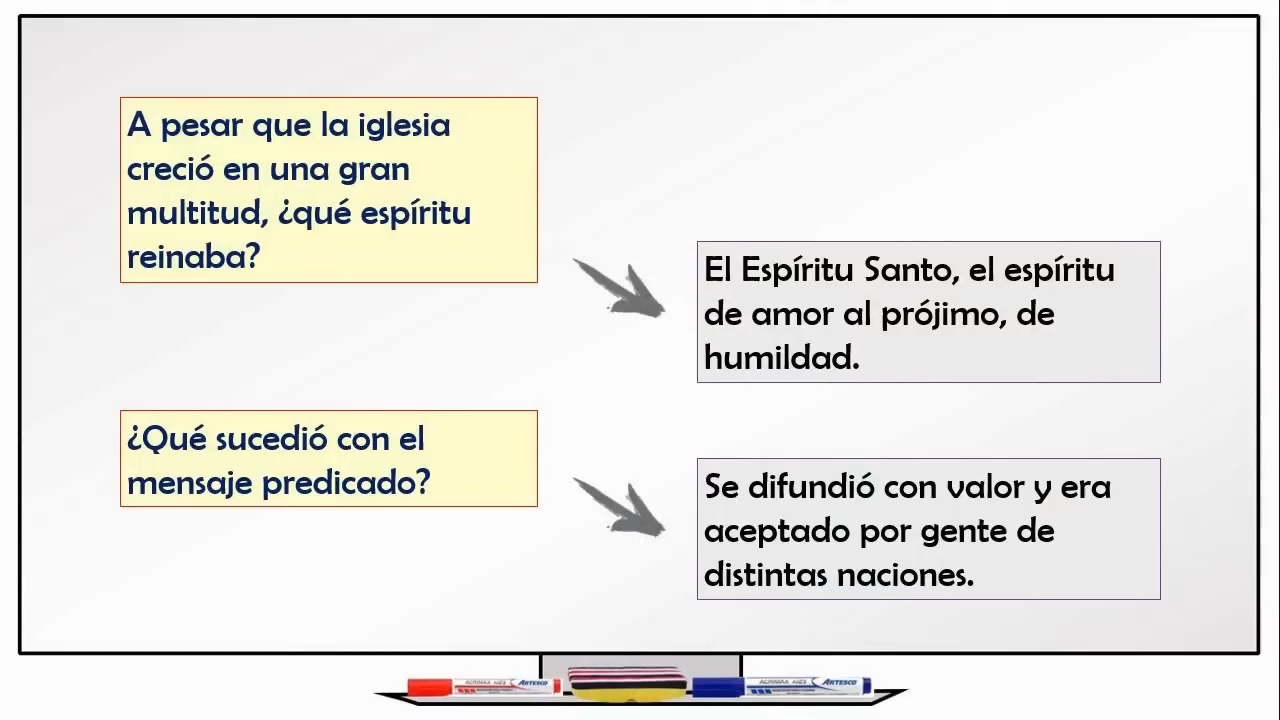 A pesar que la iglesia
creció en una gran
multitud, ¿qué espíritu
reinaba?
El Espíritu Santo, el espíritu
de amor al prójimo, de
humildad.
¿Qué sucedió con el
mensaje predicado?
Se difundió con valor y era
aceptado por gente de
distintas naciones.
ARTESCO
ARTESCO